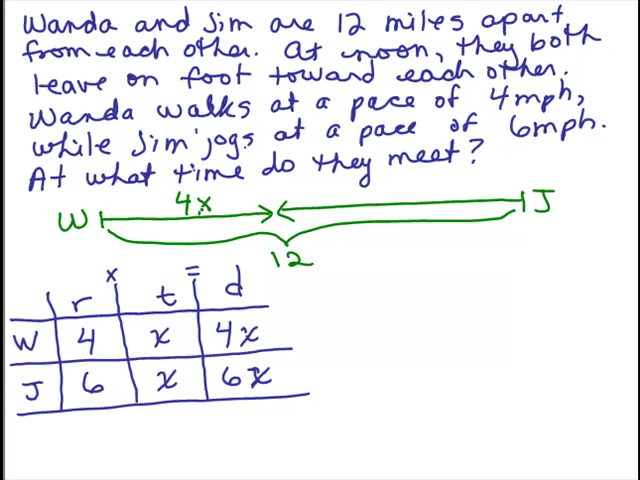 Wanda and Jim are 12 miles apart
from each other. At noon, they both
leave on foot toward each other.
Wanda walks at a pace of 4mph,
while Jim jogs at a pace of 6mph.
At what time do they meet?
W 4x J
12
r x t = d
W 4 x 4x
J 6 x 6x